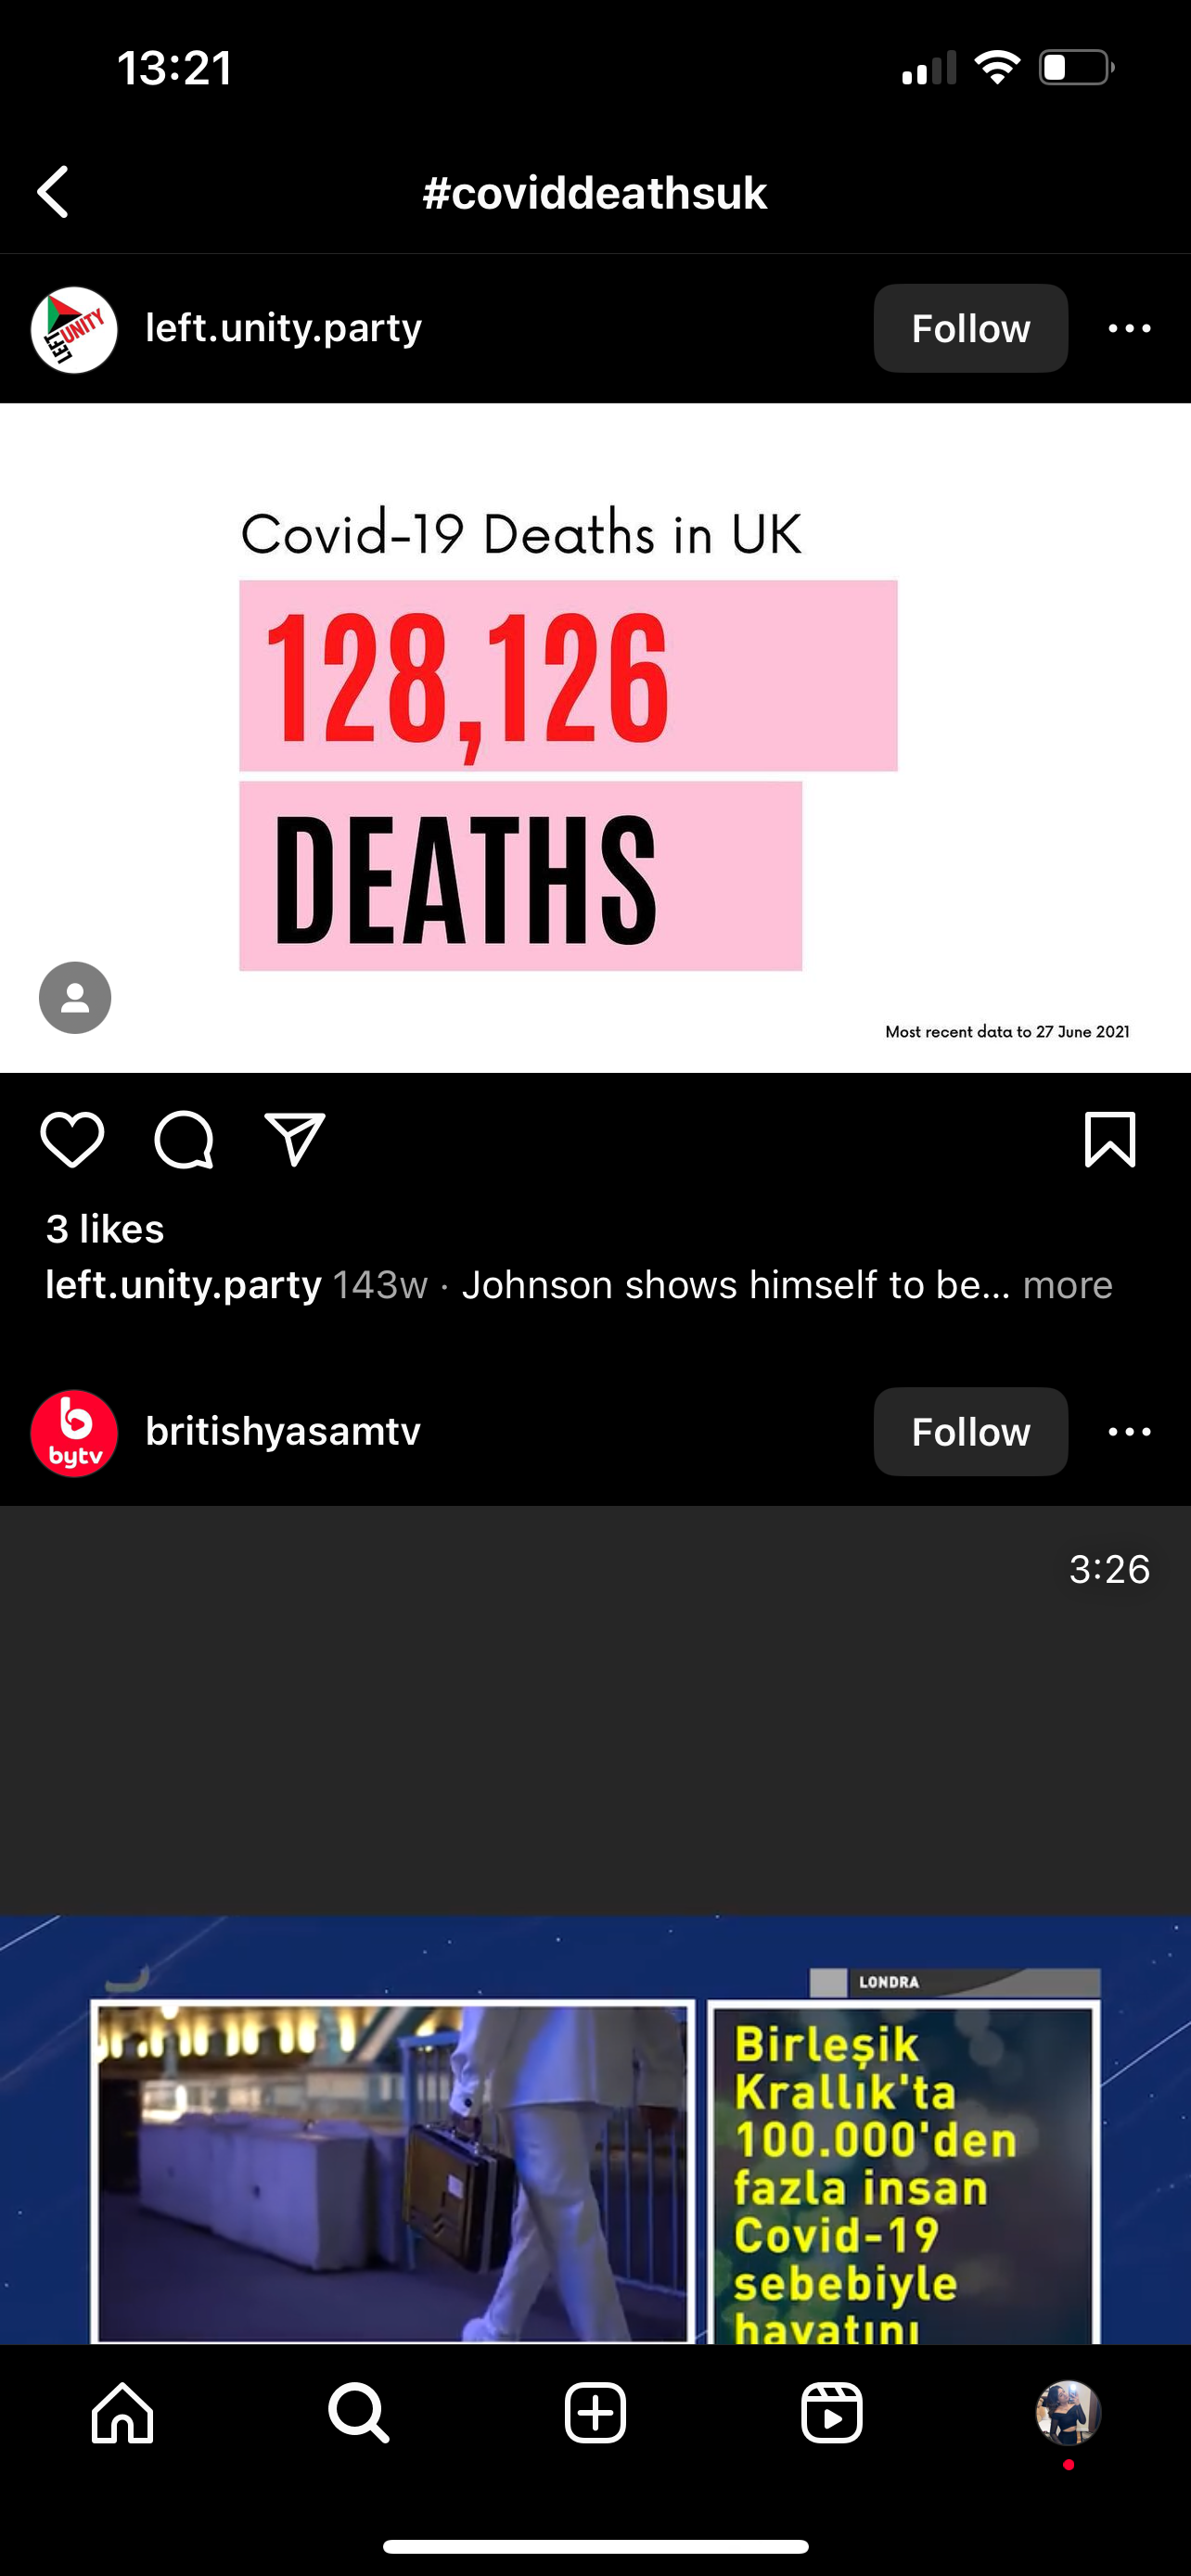 13:21
#coviddeathsuk
LEFT UNITY
left.unity.party
Follow
Covid-19 Deaths in UK
128,126
DEATHS
Most recent data to 27 June 2021
3 likes
left.unity.party 143w · Johnson shows himself to be... more
b
bytv
britishyasamtv
Follow
3:26
LONDRA
Birleşik
Krallık'ta
100.000'den
fazla insan
Covid-19
sebebiyle
hayatını